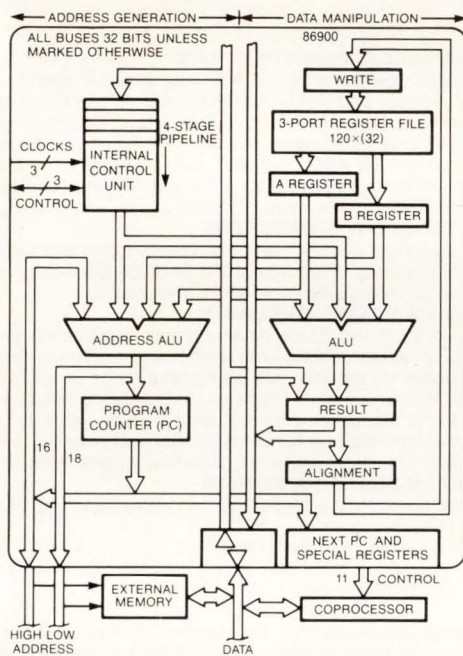 ADDRESS GENERATION
DATA MANIPULATION
ALL BUSES 32 BITS UNLESS
MARKED OTHERWISE
86900
WRITE
3-PORT REGISTER FILE
120×(32)
4-STAGE
PIPELINE
CLOCKS
3
INTERNAL
CONTROL
UNIT
3
CONTROL
A REGISTER
B REGISTER
ADDRESS ALU
ALU
PROGRAM
COUNTER (PC)
RESULT
16
18
ALIGNMENT
NEXT PC AND
SPECIAL REGISTERS
11
CONTROL
EXTERNAL
MEMORY
COPROCESSOR
HIGH LOW
ADDRESS
DATA